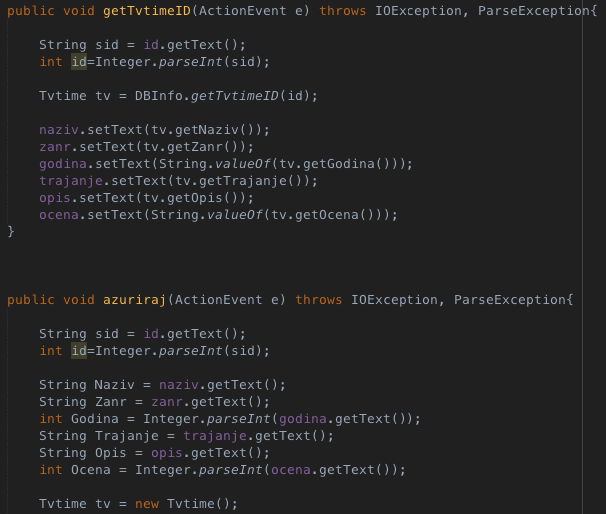 public void getTvtimeID(ActionEvent e) throws IOException, ParseException{
String sid = id.getText();
int id=Integer.parseInt(sid);
Tvtime tv = DBInfo.getTvtimeID(id);
naziv.setText(tv.getNaziv());
zanr.setText(tv.getZanr());
godina.setText(String.valueOf(tv.getGodina()));
trajanje.setText(tv.getTrajanje());
opis.setText(tv.getOpis());
ocena.setText(String.valueOf(tv.getOcena()));
}
public void azuriraj(ActionEvent e) throws IOException, ParseException{
String sid = id.getText();
int id=Integer.parseInt(sid);
String Naziv = naziv.getText();
String Zanr = zanr.getText();
int Godina = Integer.parseInt(godina.getText());
String Trajanje = trajanje.getText();
String Opis = opis.getText();
int Ocena = Integer.parseInt(ocena.getText());
Tvtime tv = new Tvtime();